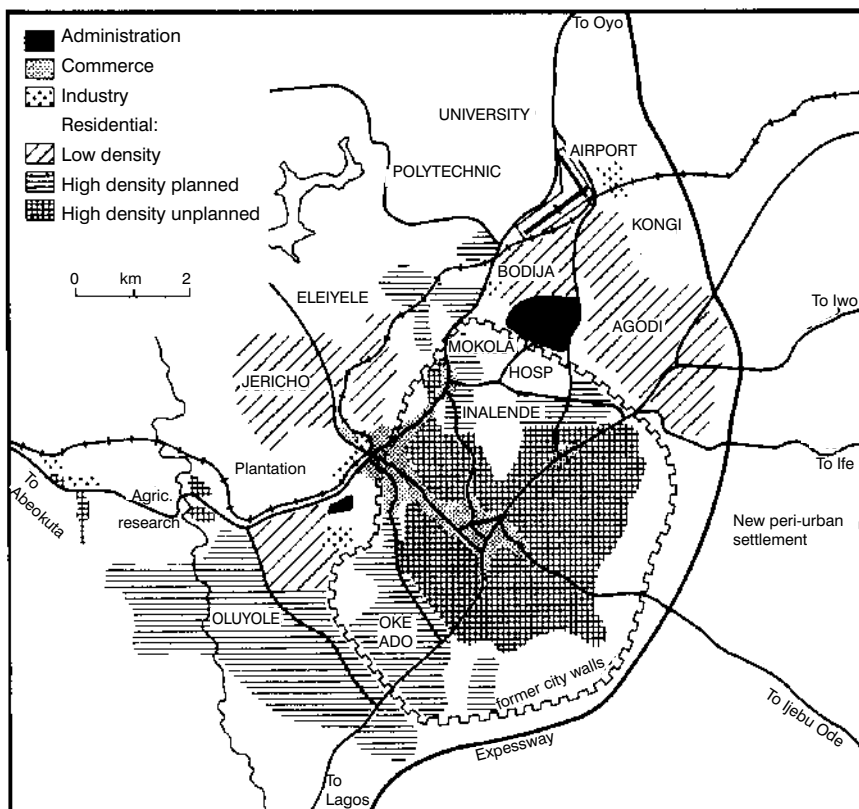 Administration
Commerce
Industry
Residential:
Low density
High density planned
High density unplanned
0 km 2
To Oyo
UNIVERSITY
AIRPORT
POLYTECHNIC
KONGI
BODIJA
ELEIYELE
To Iwo
AGODI
MOKOLA
HOSP
JERICHO
INALENDE
Plantation
To Ife
To
Abeokuta
Agric.
research
New peri-urban
settlement
OLUYOLE
OKE
ADO
former city walls
To Ijebu Ode
Expessway
To
Lagos